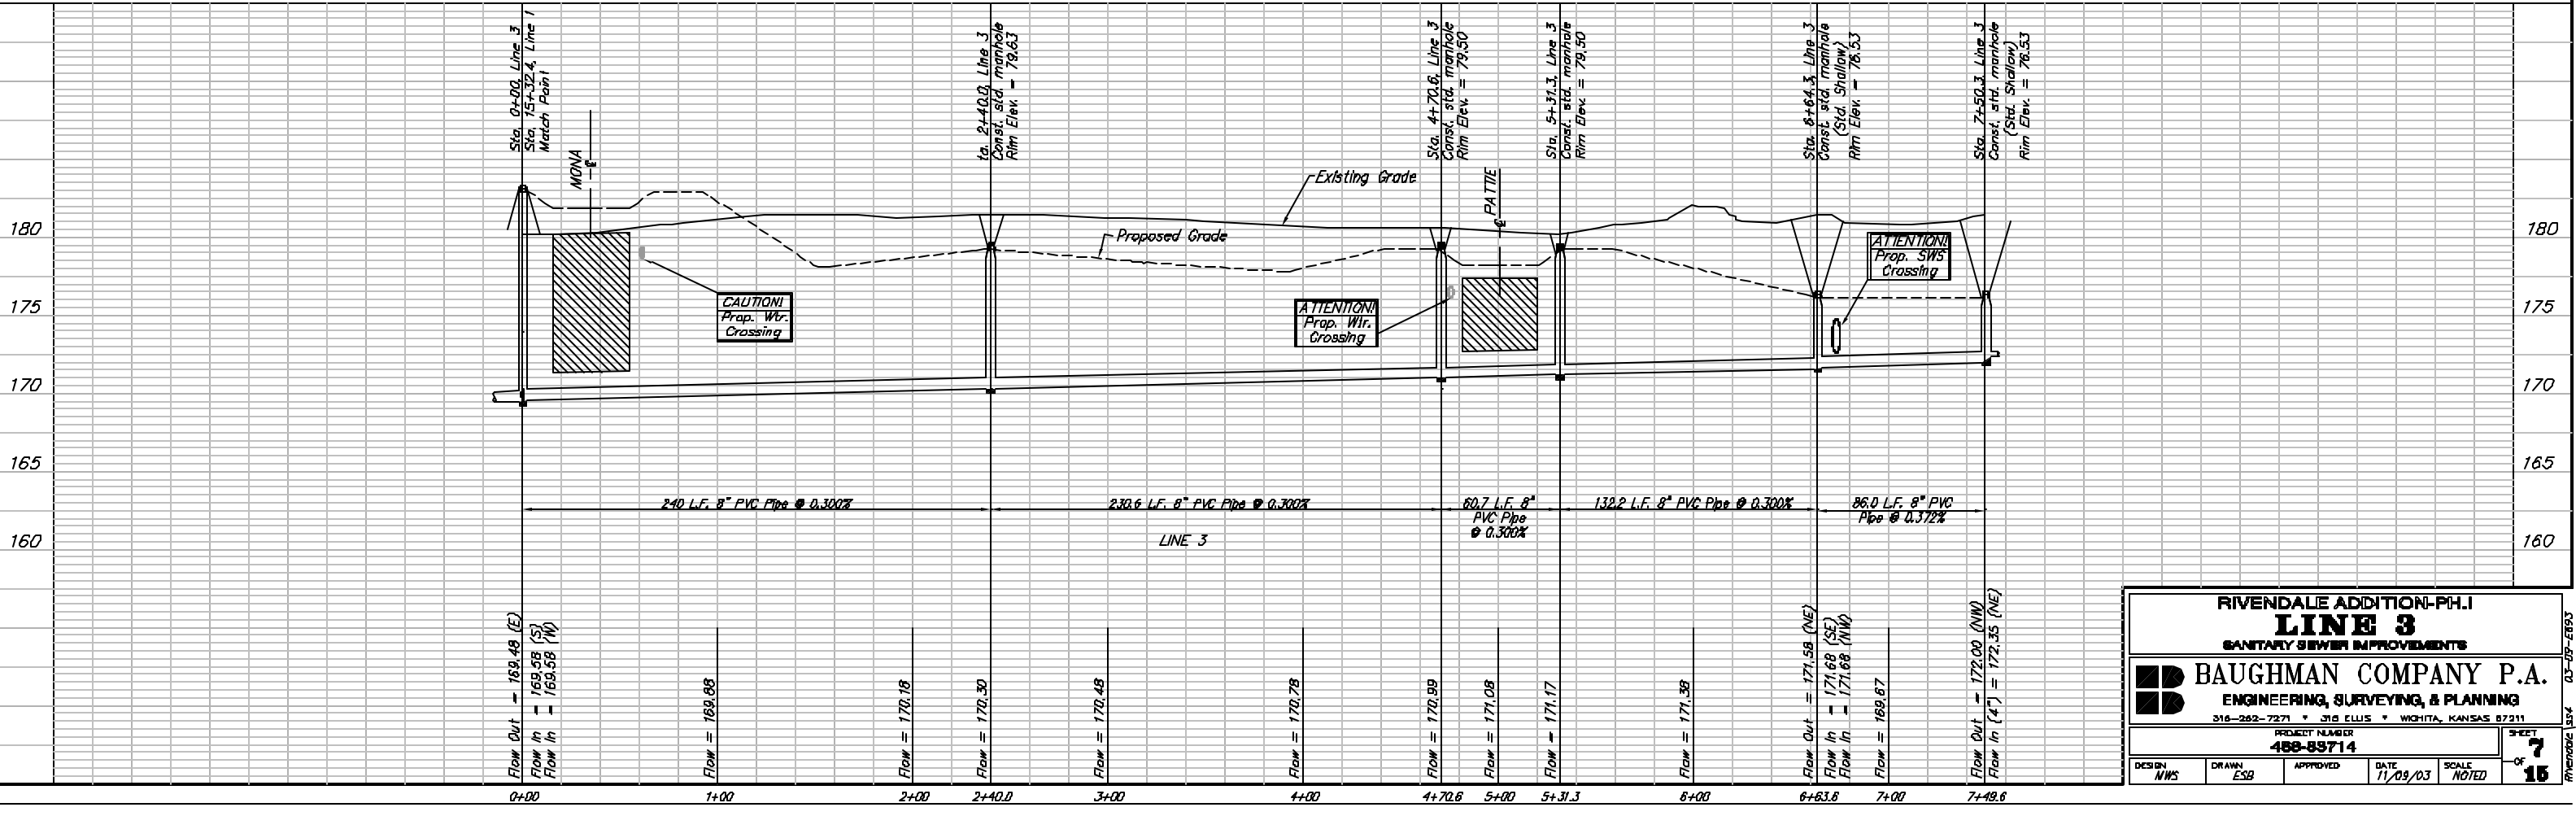 Sta. 0+00, Line 3
Sta. 15+32.4, Line 1
Match Point
MONA
ta. 2+40.0, Line 3
Const. std. manhole
Rim Elev. = 79.63
Sta. 4+70.6, Line 3
Const. std. manhole
Rim Elev. = 79.50
PATTIE
Sta. 5+31.3, Line 3
Const. std. manhole
Rim Elev. = 79.50
Sta. 6+64.3, Line 3
Const. std. manhole
(Std. Shallow)
Rim Elev. = 76.53
Sta. 7+50.3, Line 3
Const. std. manhole
(Std. Shallow)
Rim Elev. = 76.53
Existing Grade
Proposed Grade
180
180
ATTENTION!
Prop. SWS
Crossing
CAUTION!
Prop. Wtr.
Crossing
ATTENTION!
Prop. Wtr.
Crossing
175
175
170
170
165
165
240 L.F. 8" PVC Pipe @ 0.300%
230.6 L.F. 8" PVC Pipe @ 0.300%
60.7 L.F. 8"
PVC Pipe
@ 0.300%
132.2 L.F. 8" PVC Pipe @ 0.300%
86.0 L.F. 8" PVC
Pipe @ 0.372%
LINE 3
160
160
Flow Out = 169.48 (E)
Flow In = 169.58 (S)
Flow In = 169.58 (W)
Flow = 169.88
Flow = 170.18
Flow = 170.30
Flow = 170.48
Flow = 170.78
Flow = 170.99
Flow = 171.08
Flow = 171.17
Flow = 171.38
Flow Out = 171.58 (NE)
Flow In = 171.68 (SE)
Flow In = 171.68 (NW)
Flow = 169.67
Flow Out = 172.00 (NW)
Flow In (4") = 172.35 (NE)
0+00
1+00
2+00
2+40.0
3+00
4+00
4+70.6
5+00
5+31.3
6+00
6+63.6
7+00
7+49.6
RIVENDALE ADDITION-PH.I
LINE 3
SANITARY SEWER IMPROVEMENTS
BAUGHMAN COMPANY P.A.
ENGINEERING, SURVEYING, & PLANNING
316-262-7271 * 315 ELLIS * WICHITA, KANSAS 67211
PROJECT NUMBER
468-83714
SHEET
7
OF
15
DESIGN
NWS
DRAWN
ESB
APPROVED
DATE
11/09/03
SCALE
NOTED
03-09-E893